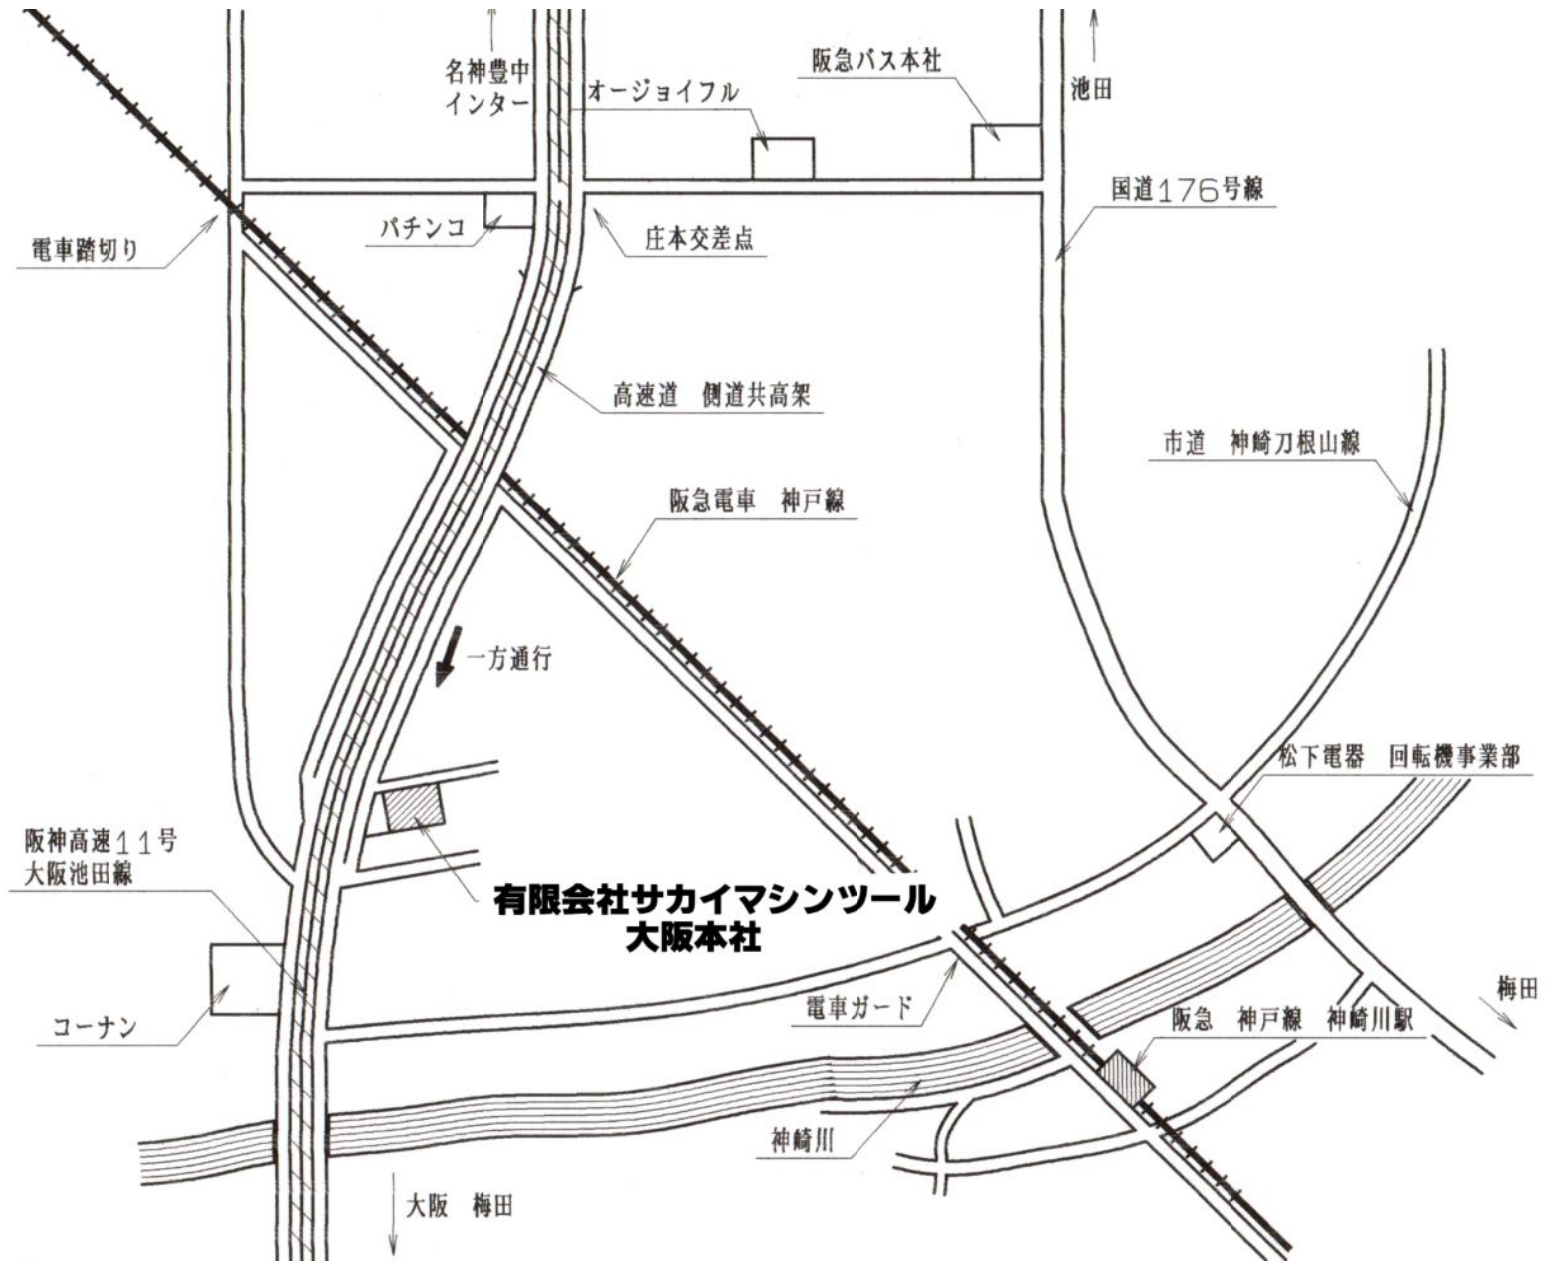 名神豊中
インター
オージョイフル
阪急バス本社
池田
国道176号線
電車踏切り
パチンコ
庄本交差点
高速道　側道共高架
市道　神崎刀根山線
阪急電車　神戸線
一方通行
松下電器　回転機事業部
阪神高速11号
大阪池田線
有限会社サカイマシンツール
大阪本社
コーナン
電車ガード
梅田
阪急　神戸線　神崎川駅
神崎川
大阪　梅田